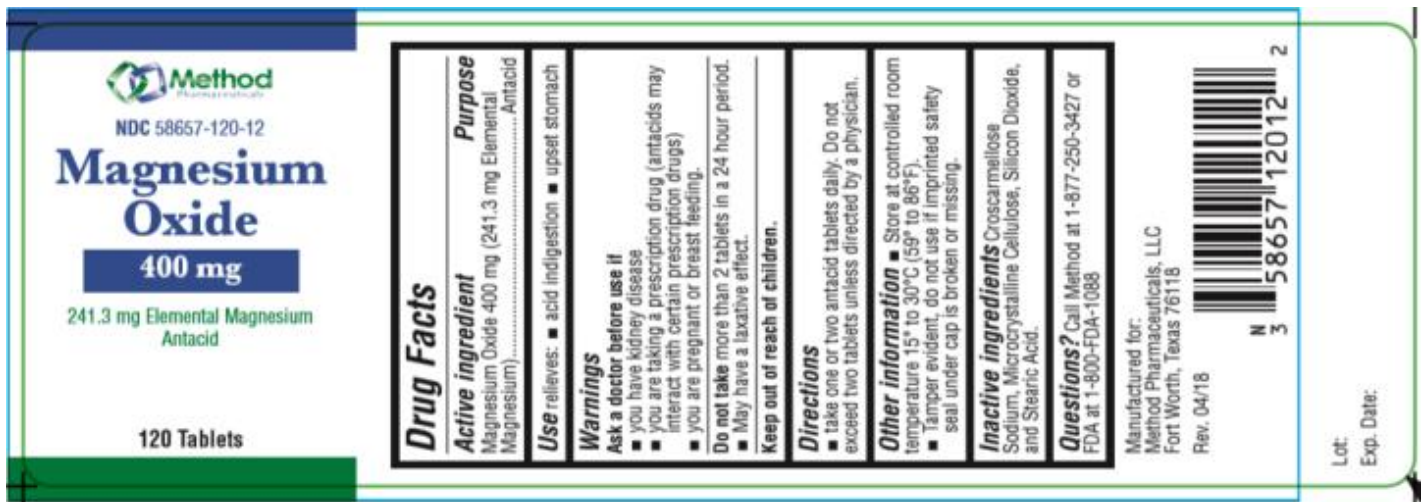 Method
Pharmaceuticals
NDC 58657-120-12
Magnesium
Oxide
400 mg
241.3 mg Elemental Magnesium
Antacid
120 Tablets
Drug Facts
Active ingredient Purpose
Magnesium Oxide 400 mg (241.3 mg Elemental
Magnesium)..........................................Antacid
Use relieves: ■ acid indigestion ■ upset stomach
Warnings
Ask a doctor before use if
■ you have kidney disease
■ you are taking a prescription drug (antacids may
interact with certain prescription drugs)
■ you are pregnant or breast feeding.
Do not take more than 2 tablets in a 24 hour period.
■ May have a laxative effect.
Keep out of reach of children.
Directions
■ take one or two antacid tablets daily. Do not
exceed two tablets unless directed by a physician.
Other information ■ Store at controlled room
temperature 15° to 30°C (59° to 86°F).
■ Tamper evident, do not use if imprinted safety
seal under cap is broken or missing.
Inactive ingredients Croscarmellose
Sodium, Microcrystalline Cellulose, Silicon Dioxide,
and Stearic Acid.
Questions? Call Method at 1-877-250-3427 or
FDA at 1-800-FDA-1088
Manufactured for:
Method Pharmaceuticals, LLC
Fort Worth, Texas 76118
Rev. 04/18
N
3 58657 12012 2
Lot:
Exp. Date: